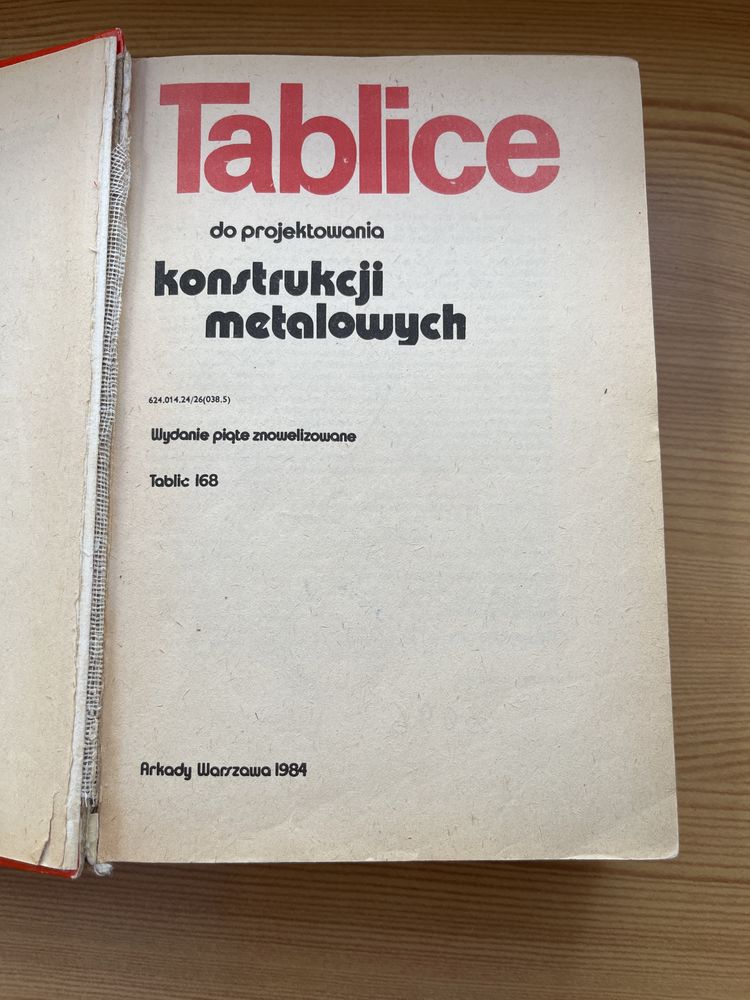 Tablice
do projektowania
konstrukcji
metalowych
624.014.24/26(038.5)
Wydanie piąte znowelizowane
Tablic 168
Arkady Warszawa 1984